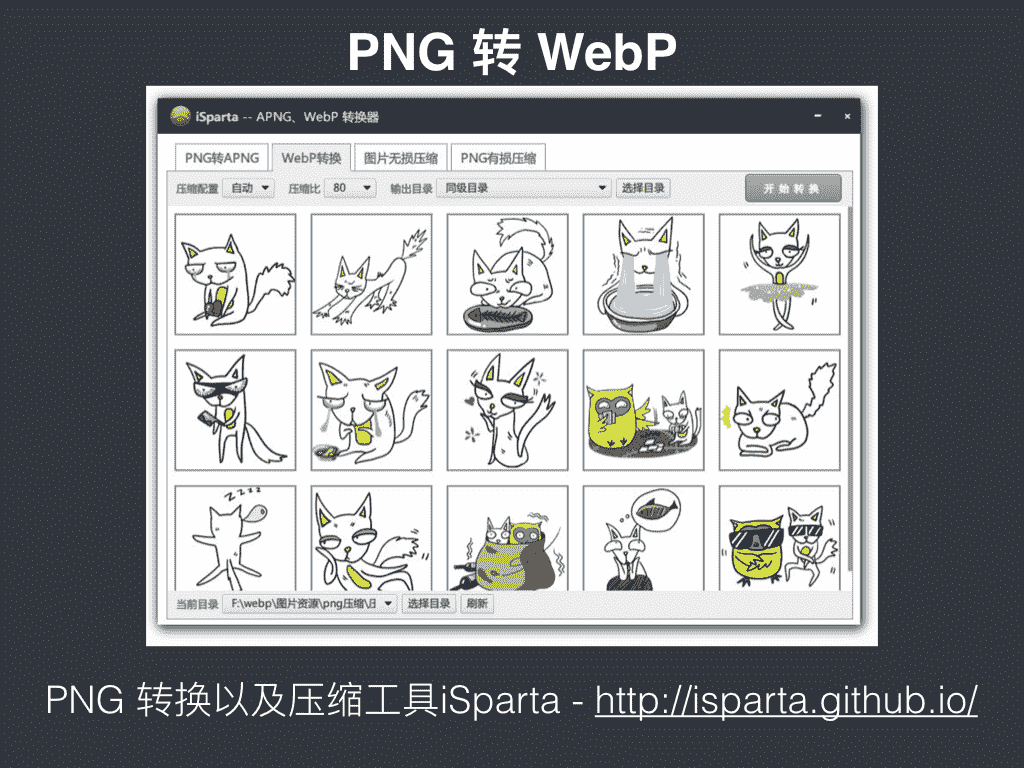 PNG 转 WebP
iSparta -- APNG、WebP 转换器
PNG转APNG WebP转换 图片无损压缩 PNG有损压缩
压缩配置 自动 压缩比 80 输出目录 同级目录 选择目录 开始转换
z z z z
当前目录 F:\webp\图片资源\png压缩\日 选择目录 刷新
PNG 转换以及压缩工具iSparta - http://isparta.github.io/